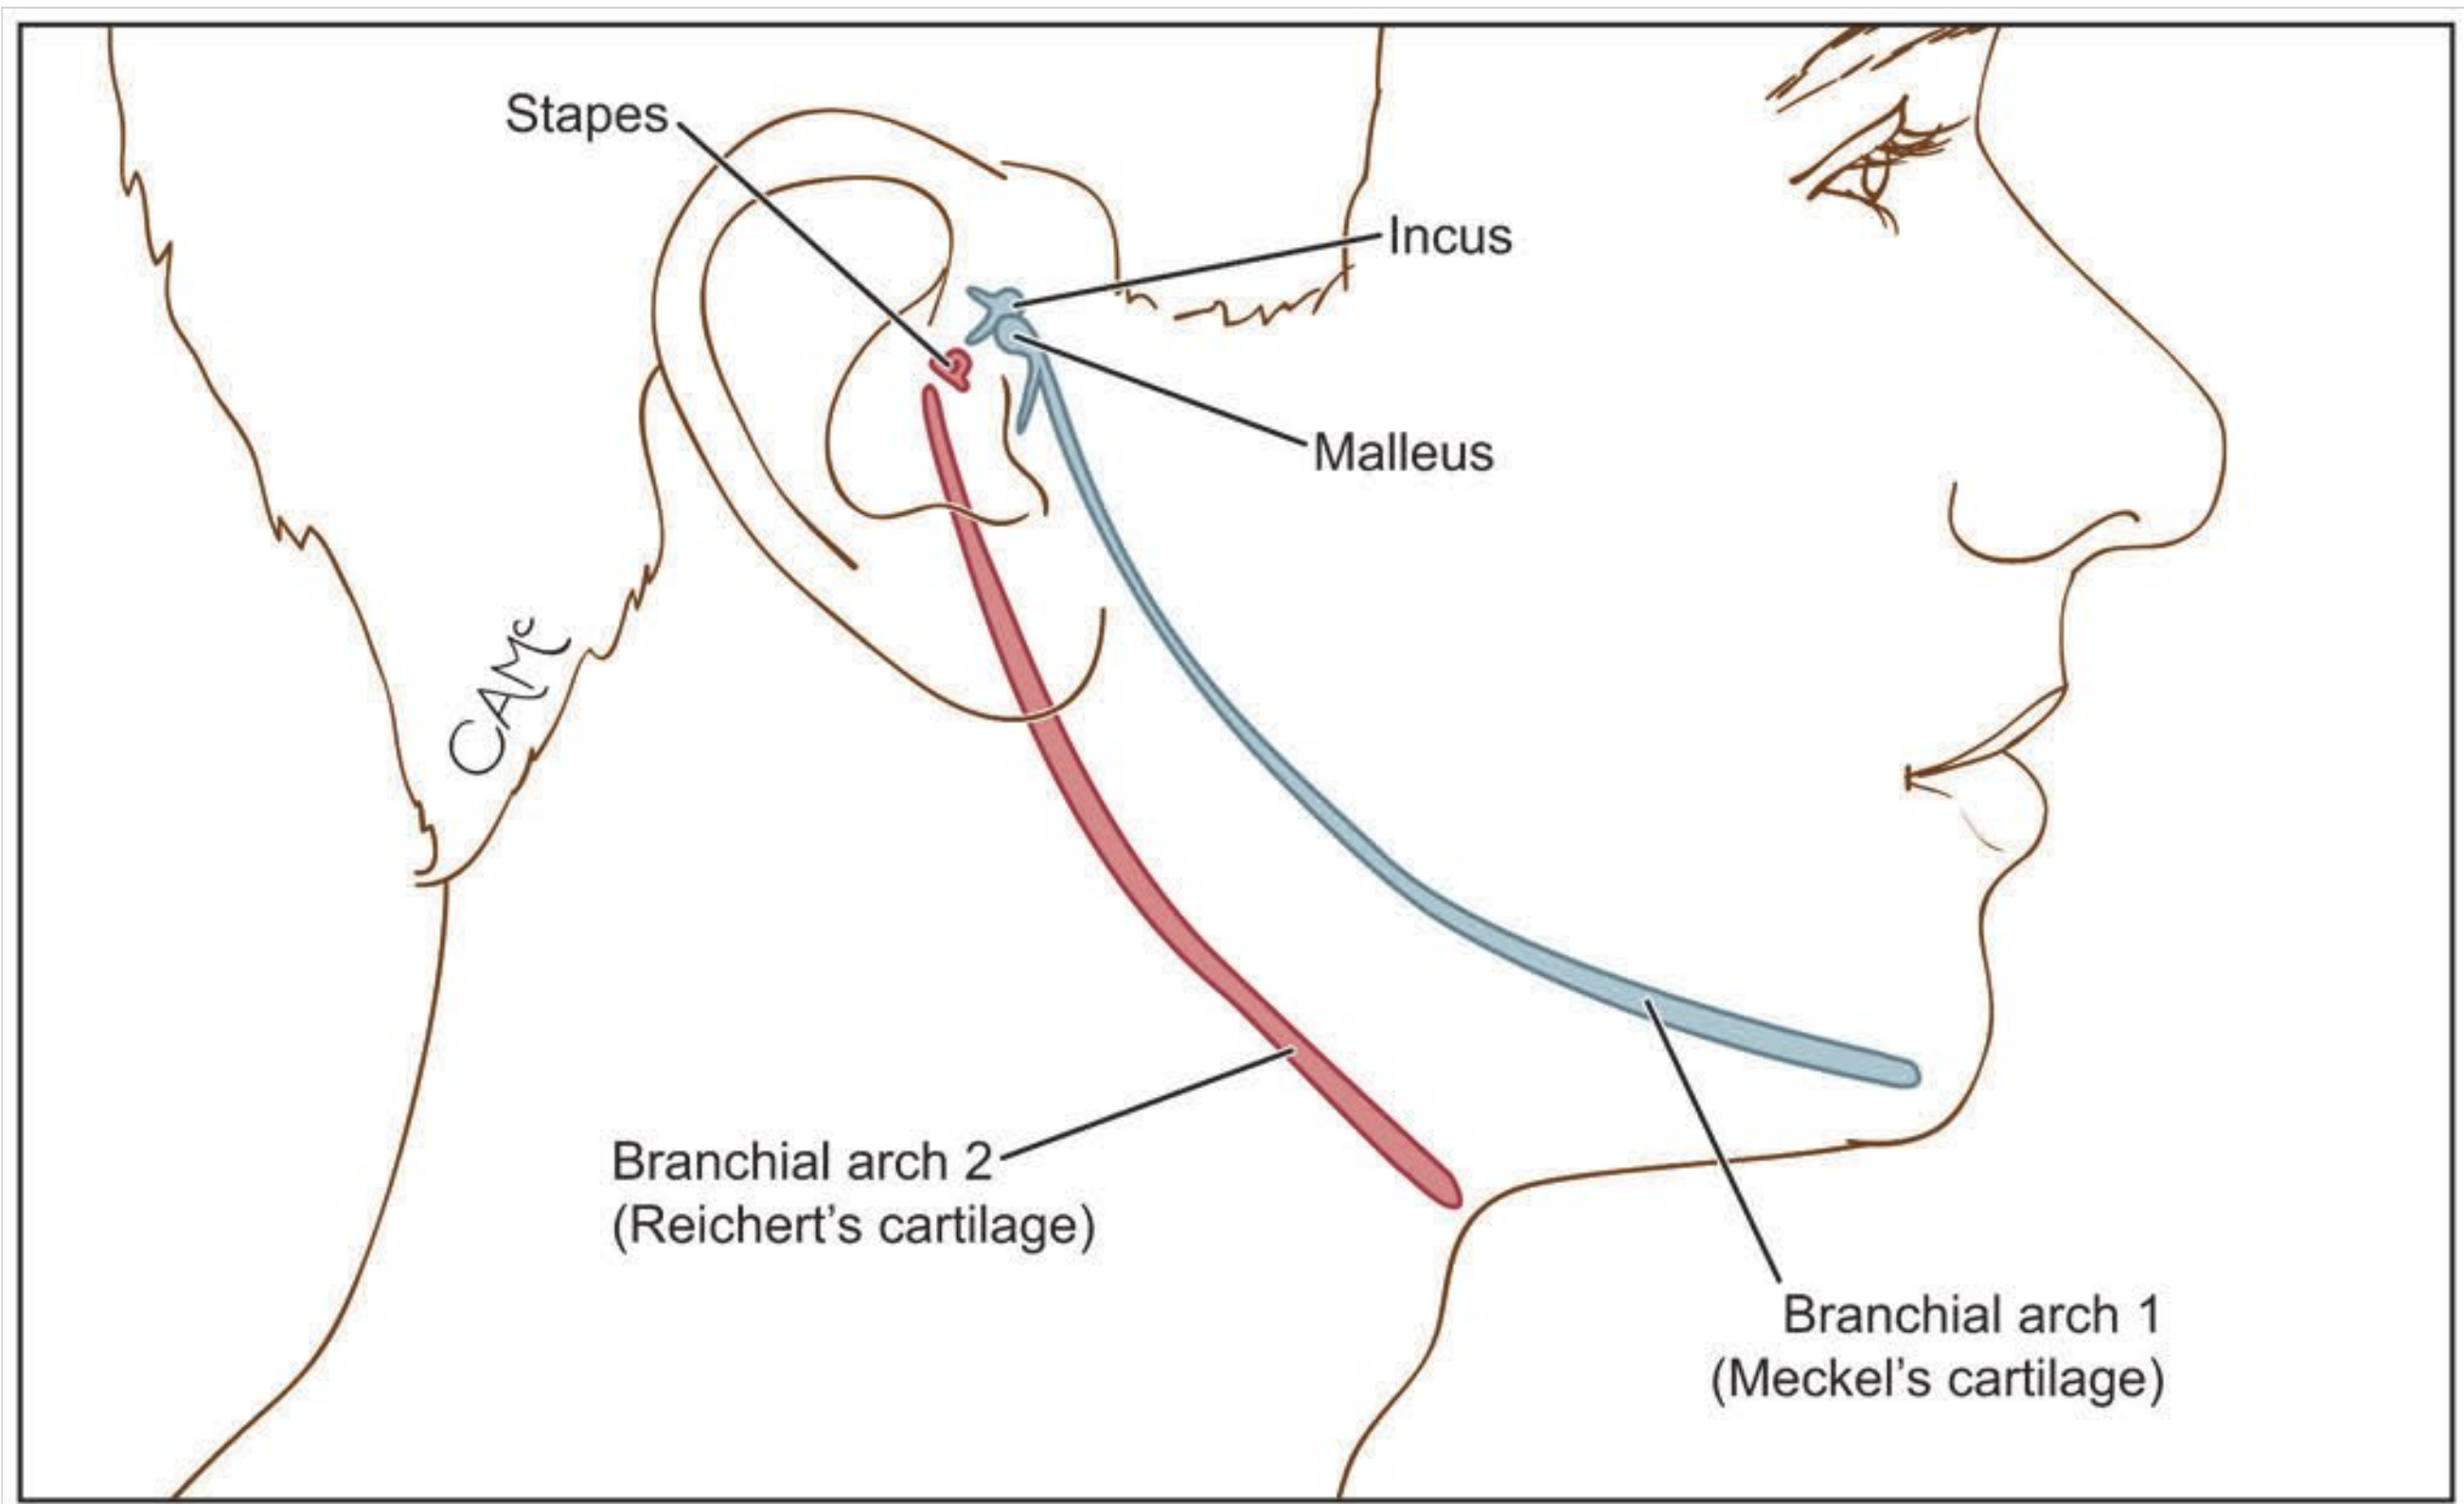 Stapes
Incus
Malleus
CAMc
Branchial arch 2
(Reichert’s cartilage)
Branchial arch 1
(Meckel’s cartilage)